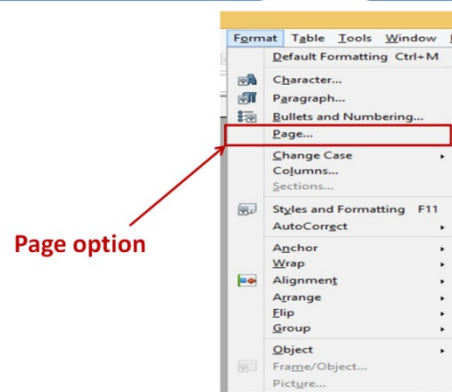 Format Table Tools Window
Default Formatting Ctrl+M
Character...
Paragraph...
Bullets and Numbering...
Page...
Change Case
Columns...
Sections...
Styles and Formatting F11
AutoCorrect
Anchor
Wrap
Alignment
Arrange
Flip
Group
Object
Frame/Object...
Picture...
Page option